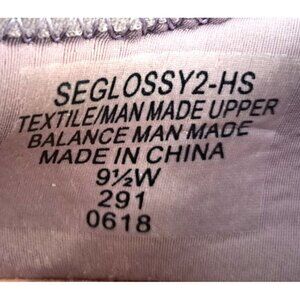 SEGLOSSY2-HS
TEXTILE/MAN MADE UPPER
BALANCE MAN MADE
MADE IN CHINA
9½W
291
0618